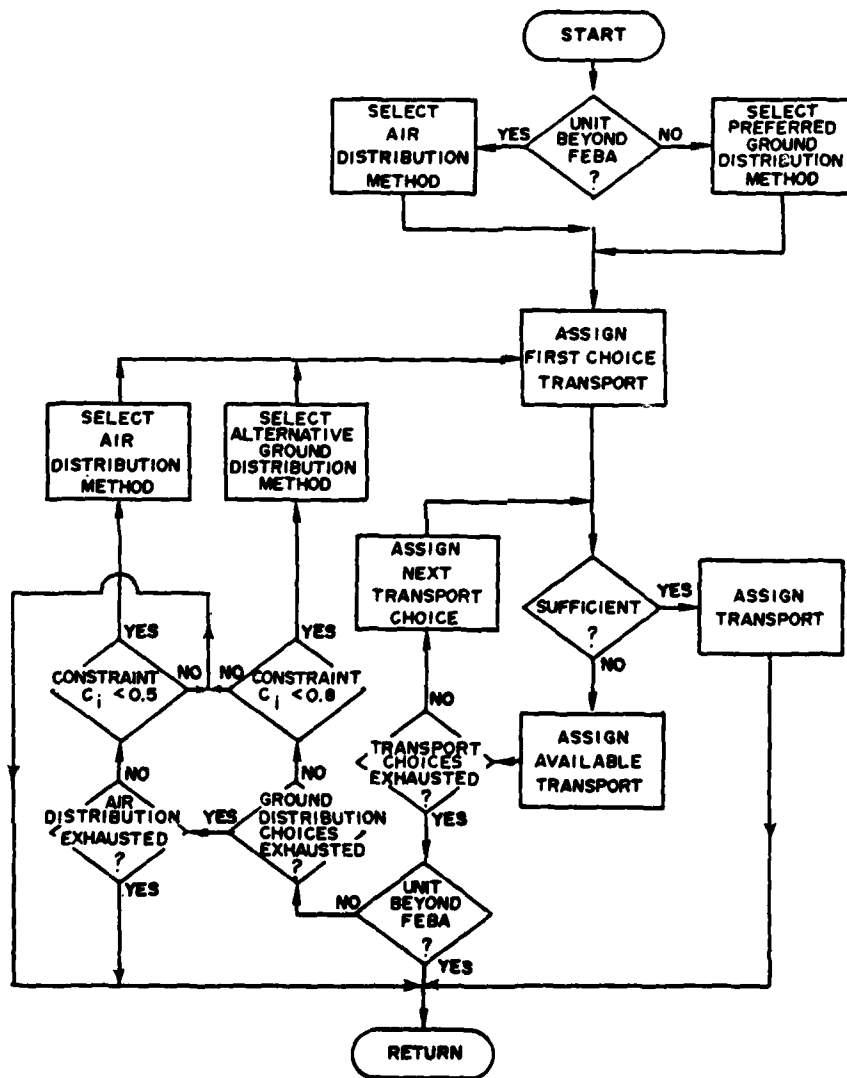 START
SELECT
AIR
DISTRIBUTION
METHOD
YES
UNIT
BEYOND
FEBA
?
NO
SELECT
PREFERRED
GROUND
DISTRIBUTION
METHOD
ASSIGN
FIRST CHOICE
TRANSPORT
SELECT
AIR
DISTRIBUTION
METHOD
SELECT
ALTERNATIVE
GROUND
DISTRIBUTION
METHOD
ASSIGN
NEXT
TRANSPORT
CHOICE
SUFFICIENT
?
YES
ASSIGN
TRANSPORT
NO
YES
CONSTRAINT
C i < 0.5
NO
YES
CONSTRAINT
C i < 0.8
NO
NO
TRANSPORT
CHOICES
EXHAUSTED
?
YES
ASSIGN
AVAILABLE
TRANSPORT
NO
AIR
DISTRIBUTION
EXHAUSTED
?
YES
NO
GROUND
DISTRIBUTION
CHOICES
EXHAUSTED
?
YES
NO
UNIT
BEYOND
FEBA
?
YES
RETURN